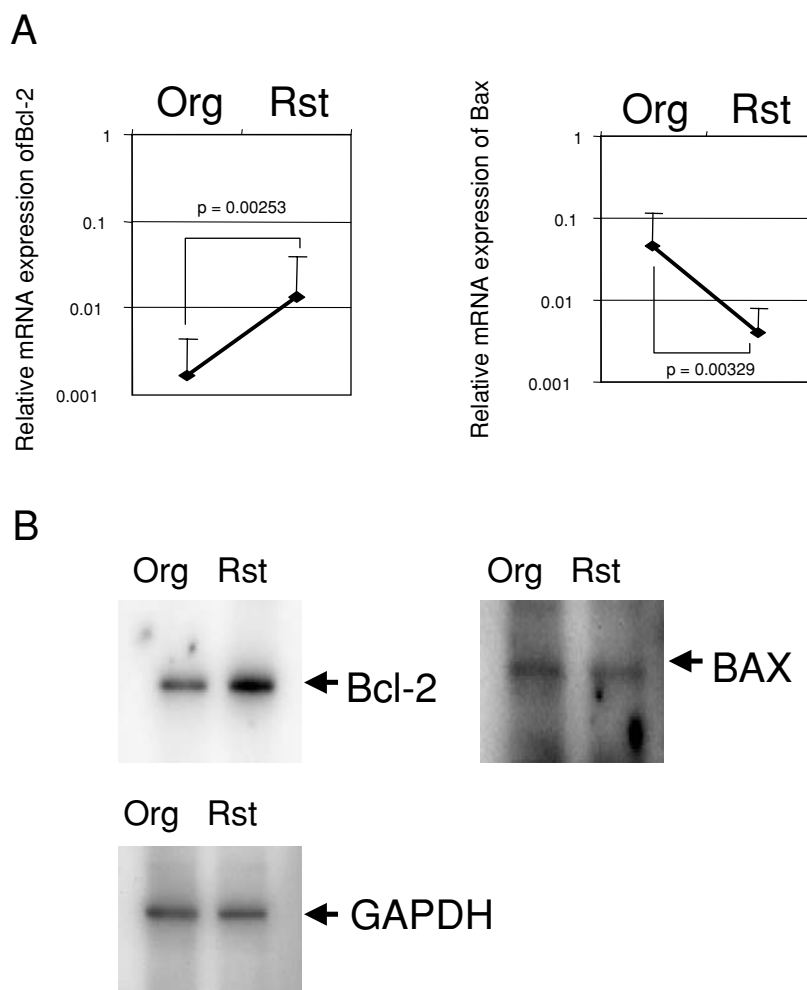 A
Relative mRNA expression ofBcl-2
Org Rst
1
0.1
0.01
0.001
p = 0.00253
Relative mRNA expression of Bax
Org Rst
1
0.1
0.01
0.001
p = 0.00329
B
Org Rst
Bcl-2
Org Rst
BAX
Org Rst
GAPDH